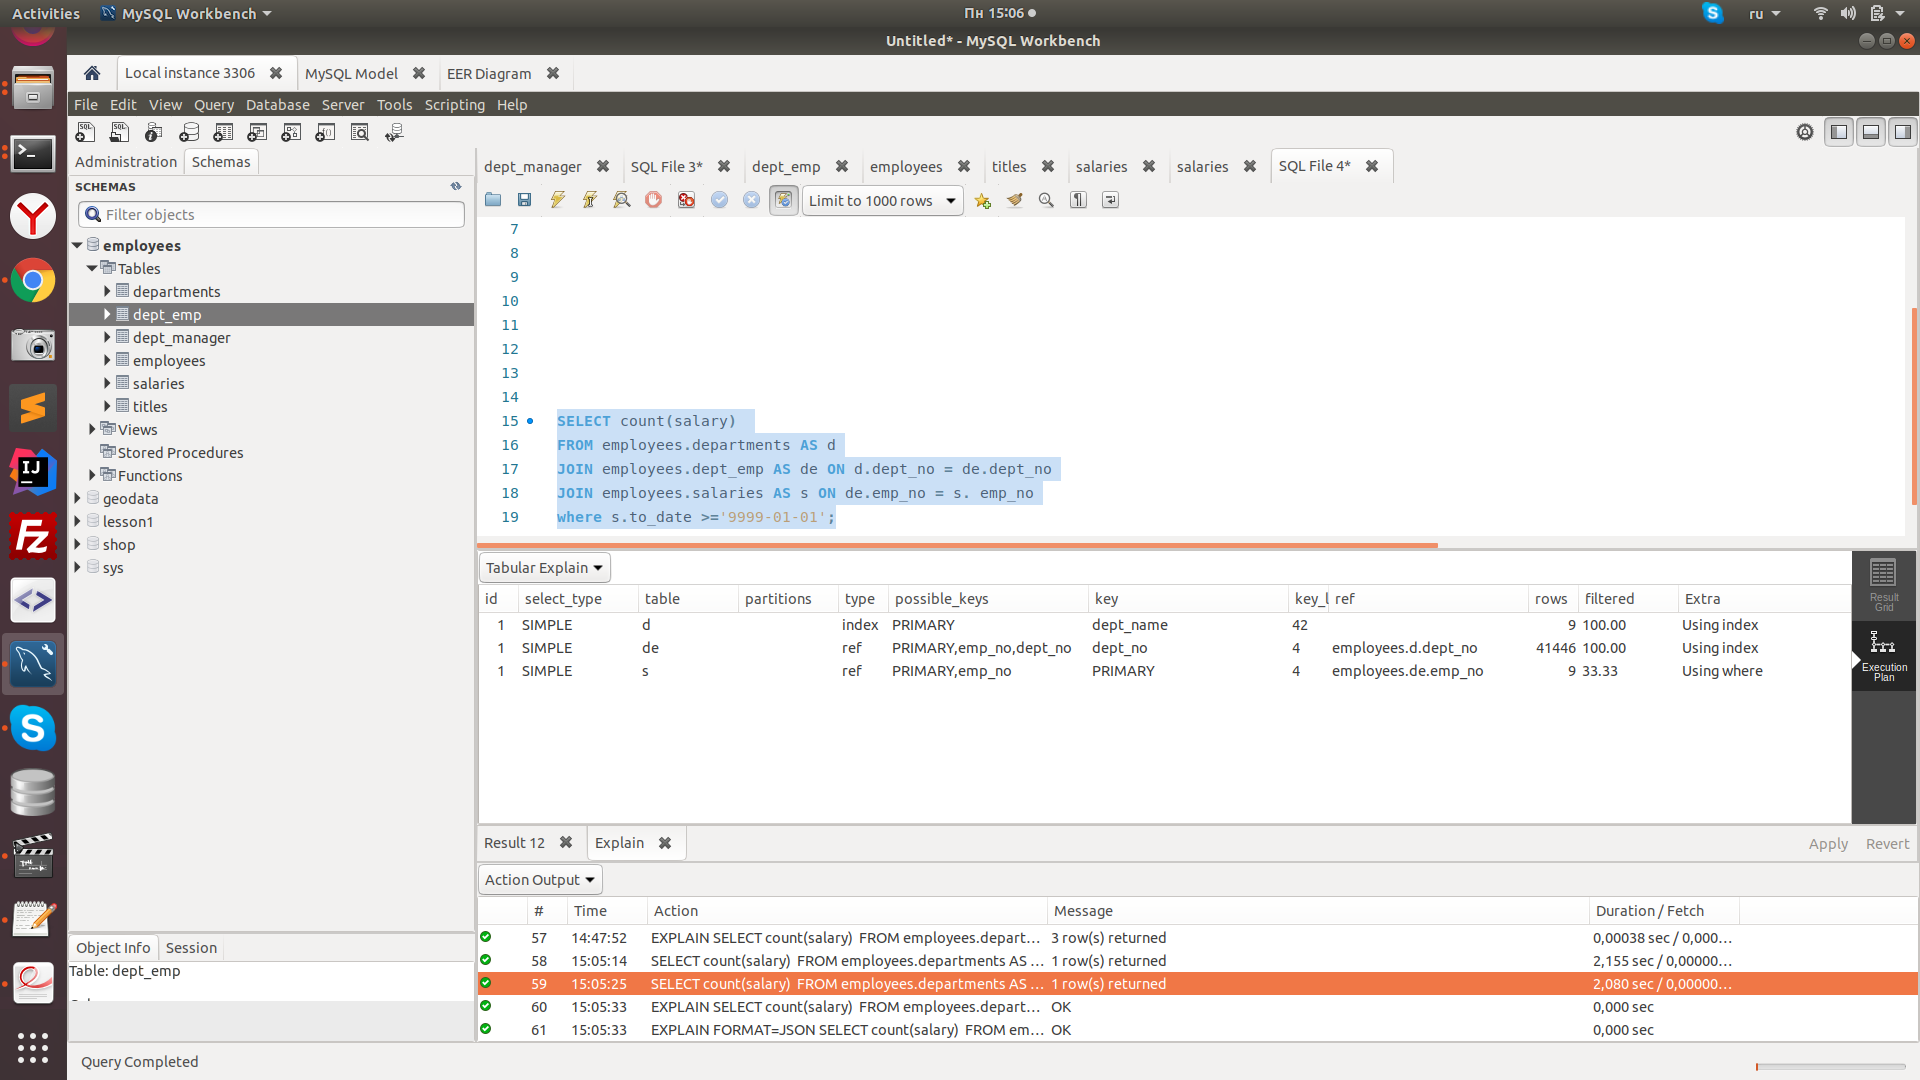 Activities MySQL Workbench Пн 15:06 ru
Untitled* - MySQL Workbench
Local instance 3306 MySQL Model EER Diagram
File Edit View Query Database Server Tools Scripting Help
Administration Schemas
SCHEMAS
Filter objects
employees
Tables
departments
dept_emp
dept_manager
employees
salaries
titles
Views
Stored Procedures
Functions
geodata
lesson1
shop
sys
Object Info Session
Table: dept_emp
dept_manager SQL File 3* dept_emp employees titles salaries salaries SQL File 4*
Limit to 1000 rows
7
8
9
10
11
12
13
14
15 SELECT count(salary)
16 FROM employees.departments AS d
17 JOIN employees.dept_emp AS de ON d.dept_no = de.dept_no
18 JOIN employees.salaries AS s ON de.emp_no = s. emp_no
19 where s.to_date >='9999-01-01';
Tabular Explain
id select_type table partitions type possible_keys key key_l ref rows filtered Extra
1 SIMPLE d index PRIMARY dept_name 42 9 100.00 Using index
1 SIMPLE de ref PRIMARY,emp_no,dept_no dept_no 4 employees.d.dept_no 41446 100.00 Using index
1 SIMPLE s ref PRIMARY,emp_no PRIMARY 4 employees.de.emp_no 9 33.33 Using where
Result
Grid
Execution
Plan
Result 12 Explain Apply Revert
Action Output
# Time Action Message Duration / Fetch
57 14:47:52 EXPLAIN SELECT count(salary) FROM employees.depart... 3 row(s) returned 0,00038 sec / 0,000...
58 15:05:14 SELECT count(salary) FROM employees.departments AS ... 1 row(s) returned 2,155 sec / 0,00000...
59 15:05:25 SELECT count(salary) FROM employees.departments AS ... 1 row(s) returned 2,080 sec / 0,00000...
60 15:05:33 EXPLAIN SELECT count(salary) FROM employees.depart... OK 0,000 sec
61 15:05:33 EXPLAIN FORMAT=JSON SELECT count(salary) FROM em... OK 0,000 sec
Query Completed